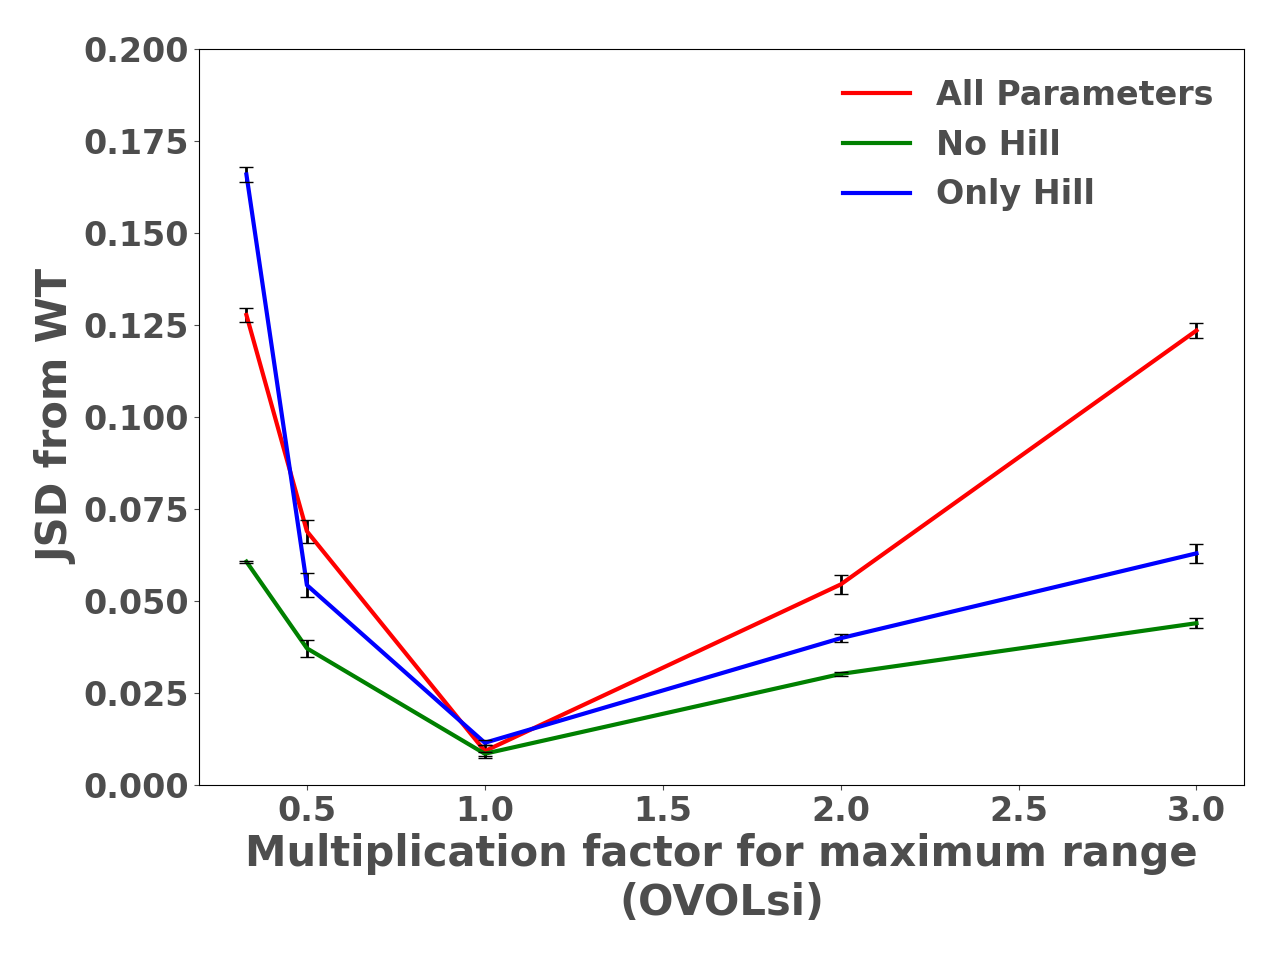 0.200
0.175
0.150
0.125
0.100
0.075
0.050
0.025
0.000
JSD from WT
All Parameters
No Hill
Only Hill
0.5 1.0 1.5 2.0 2.5 3.0
Multiplication factor for maximum range
(OVOLsi)